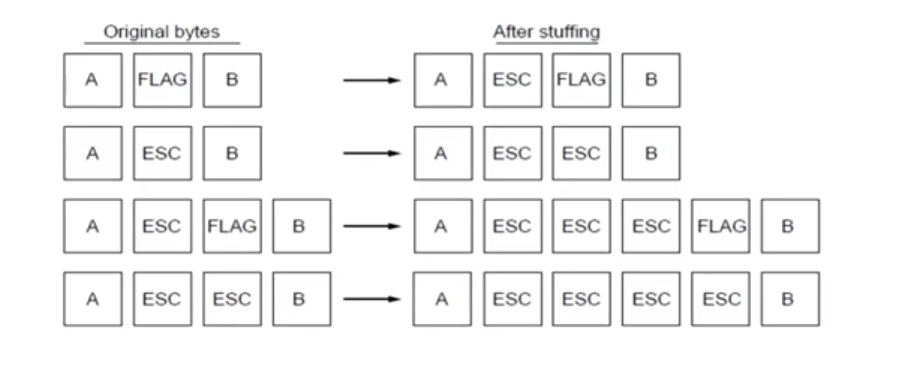 Original bytes After stuffing
A FLAG B A ESC FLAG B
A ESC B A ESC ESC B
A ESC FLAG B A ESC ESC ESC FLAG B
A ESC ESC B A ESC ESC ESC ESC B